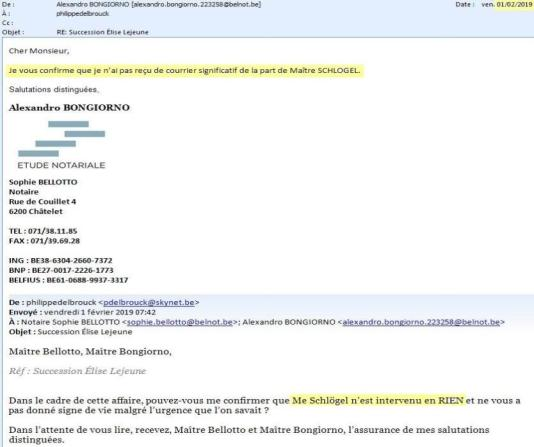 De : Alexandro BONGIORNO [alexandro.bongiorno.223258@belnot.be] Date : ven. 01/02/2019
À : philippedelbrouck
Cc :
Objet : RE: Succession Élise Lejeune
Cher Monsieur,
Je vous confirme que je n'ai pas reçu de courrier significatif de la part de Maître SCHLOGEL.
Salutations distinguées,
Alexandro BONGIORNO
ETUDE NOTARIALE
Sophie BELLOTTO
Notaire
Rue de Couillet 4
6200 Châtelet
TEL : 071/38.11.85
FAX : 071/39.69.28
ING : BE38-6304-2660-7372
BNP : BE27-0017-2226-1773
BELFIUS : BE61-0688-9937-3317
De : philippedelbrouck <pdelbrouck@skynet.be>
Envoyé : vendredi 1 février 2019 07:42
À : Notaire Sophie BELLOTTO <sophie.bellotto@belnot.be>; Alexandro BONGIORNO <alexandro.bongiorno.223258@belnot.be>
Objet : Succession Élise Lejeune
Maître Bellotto, Maître Bongiorno,
Réf : Succession Élise Lejeune
Dans le cadre de cette affaire, pouvez-vous me confirmer que Me Schlögel n'est intervenu en RIEN et ne vous a
pas donné signe de vie malgré l'urgence que l'on savait ?
Dans l'attente de vous lire, recevez, Maître Bellotto et Maître Bongiorno, l'assurance de mes salutations
distinguées.